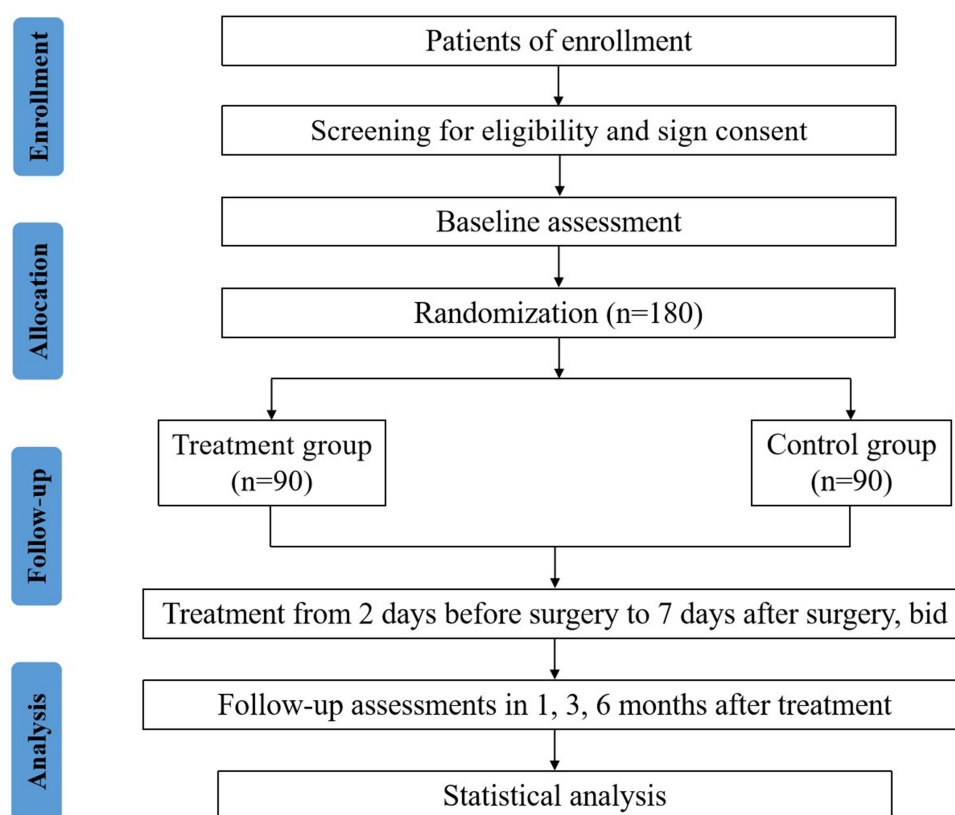 Enrollment
Patients of enrollment
Screening for eligibility and sign consent
Allocation
Baseline assessment
Randomization (n=180)
Follow-up
Treatment group
(n=90)
Control group
(n=90)
Treatment from 2 days before surgery to 7 days after surgery, bid
Analysis
Follow-up assessments in 1, 3, 6 months after treatment
Statistical analysis